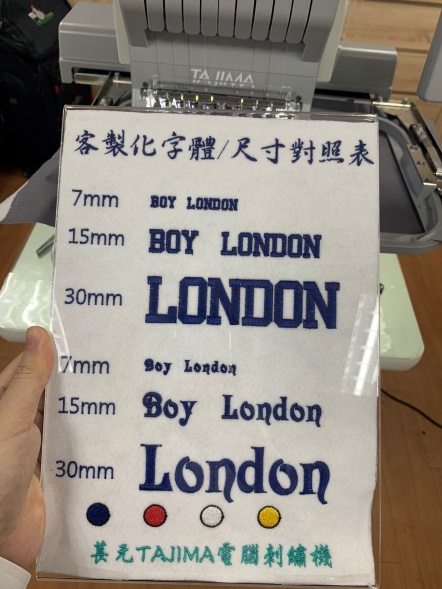 TAJIMA
客製化字體/尺寸對照表
7mm BOY LONDON
15mm BOY LONDON
30mm LONDON
7mm Boy London
15mm Boy London
30mm London
甚元TAJIMA電腦刺繡機